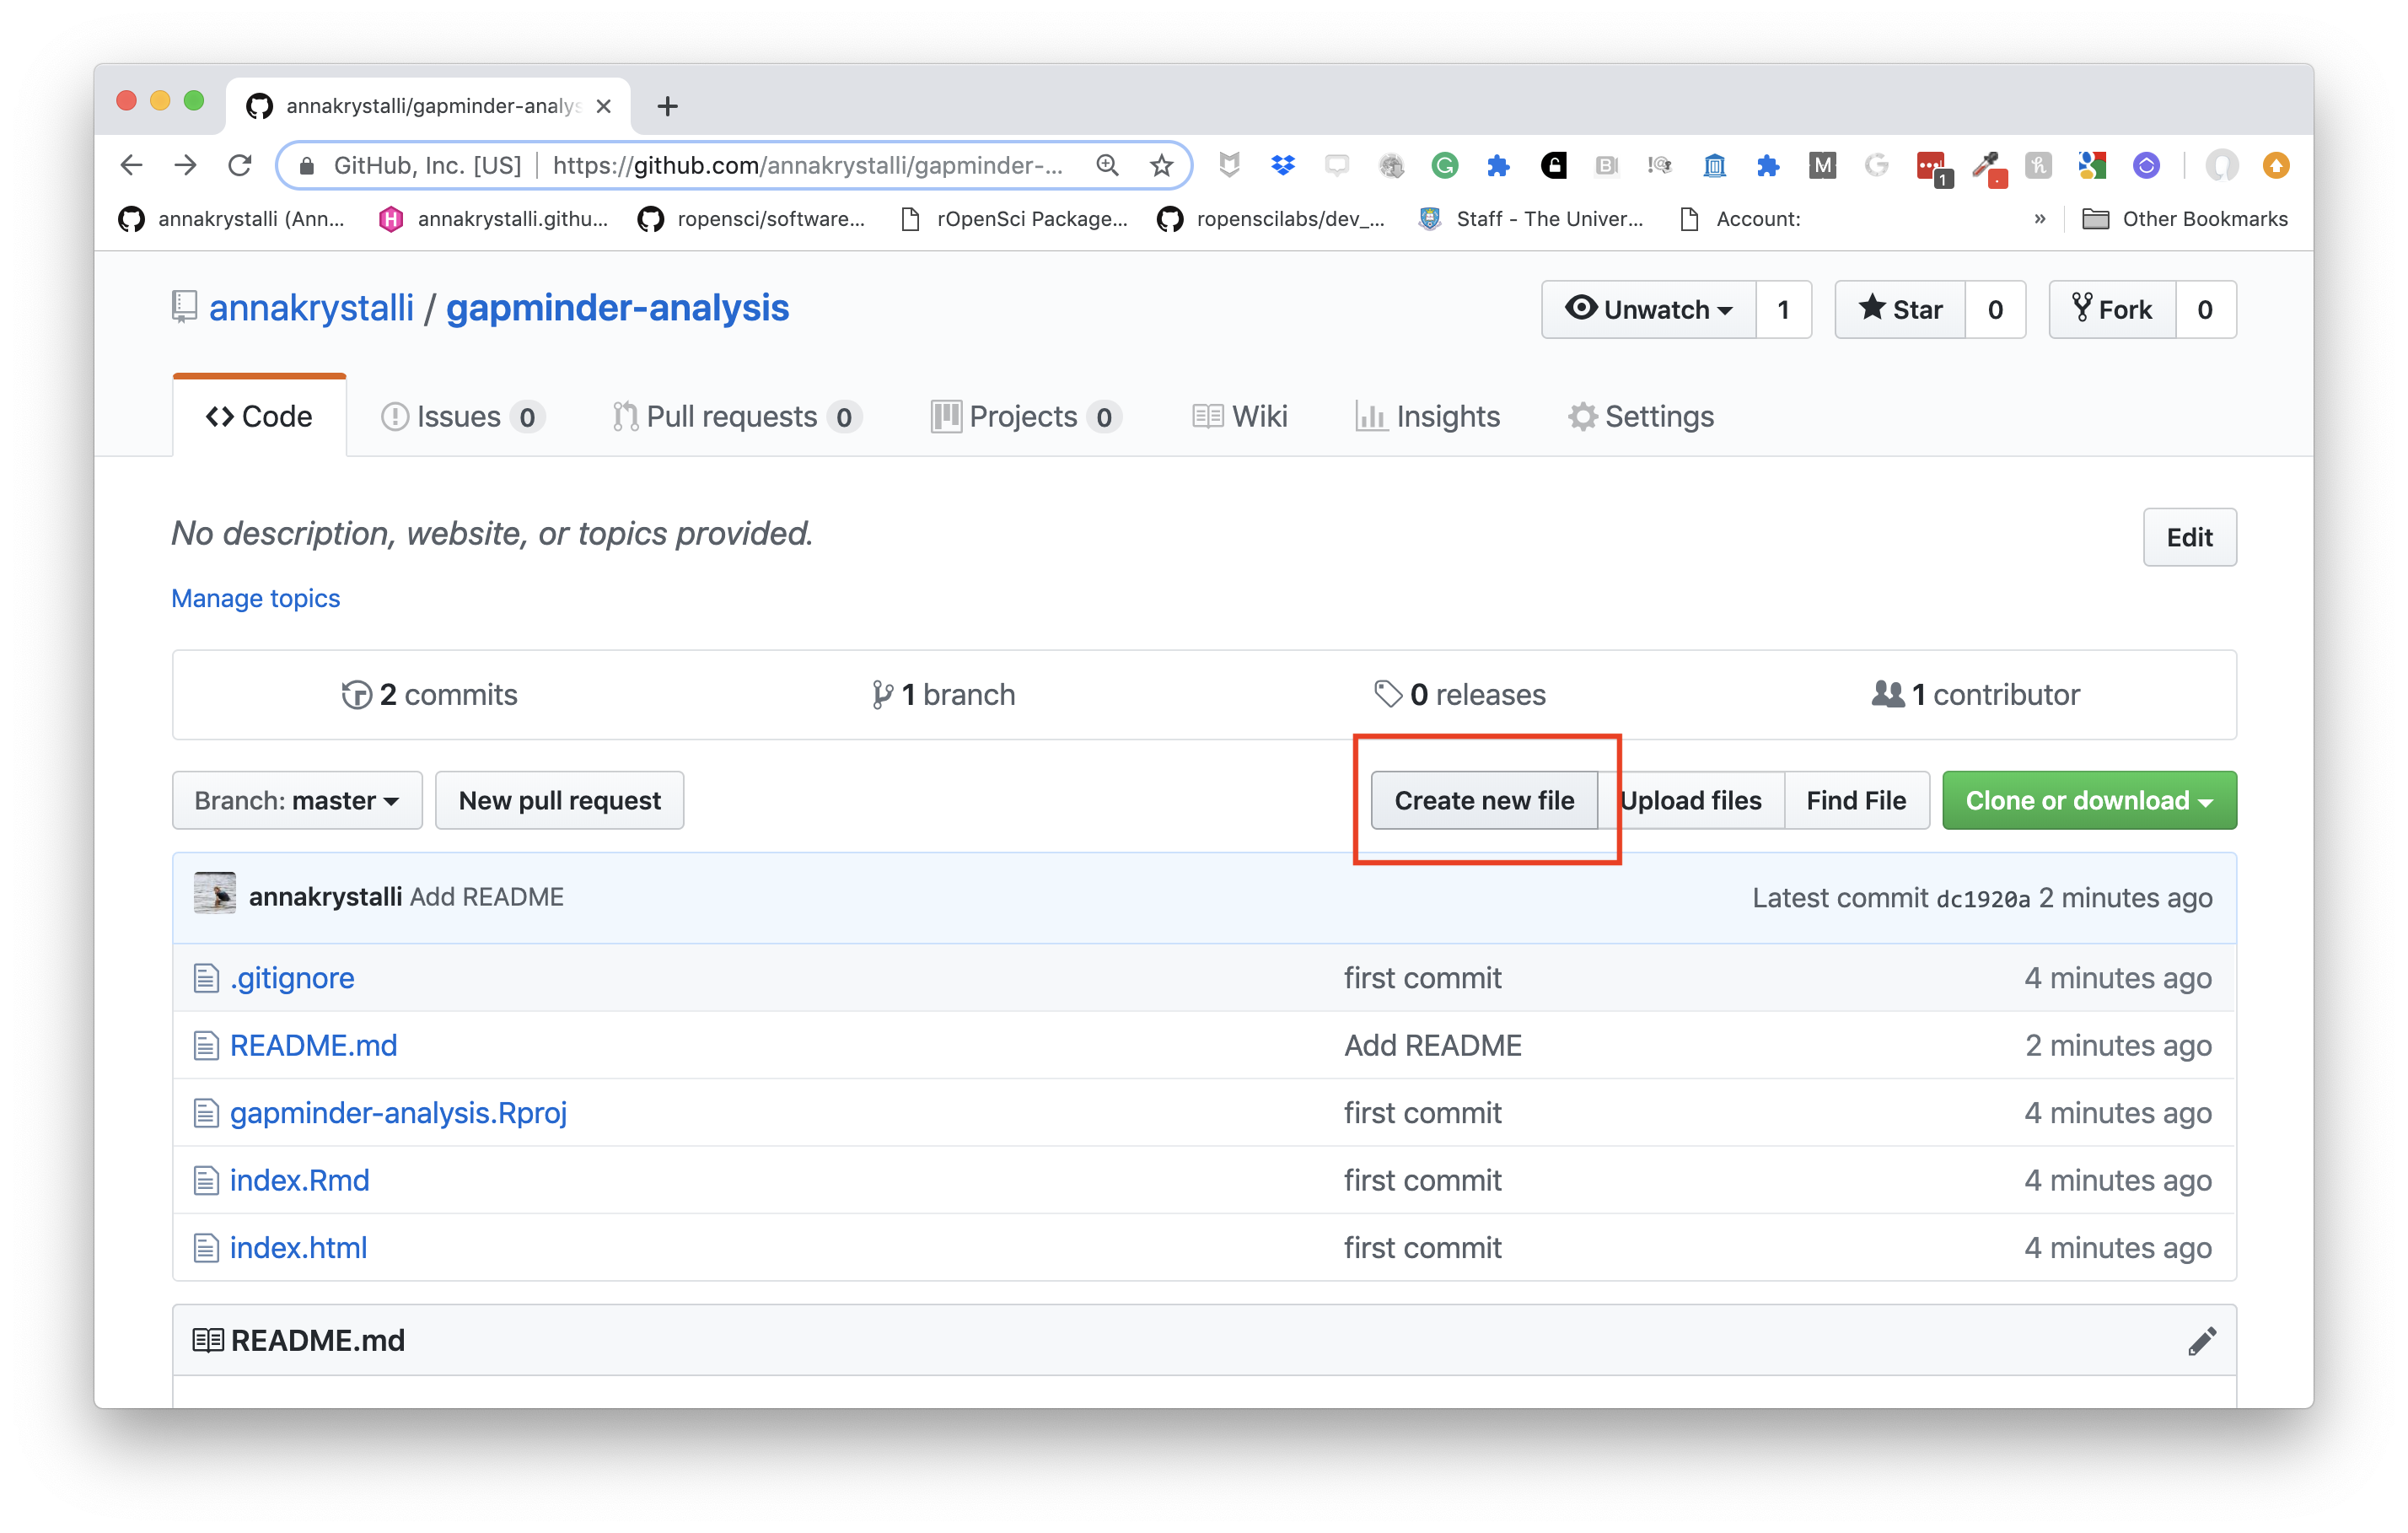 annakrystalli/gapminder-analys
GitHub, Inc. [US] https://github.com/annakrystalli/gapminder-...
annakrystalli (Ann... annakrystalli.githu... ropensci/software... rOpenSci Package... ropenscilabs/dev_... Staff - The Univer... Account: » Other Bookmarks
annakrystalli / gapminder-analysis
Unwatch 1 Star 0 Fork 0
Code Issues 0 Pull requests 0 Projects 0 Wiki Insights Settings
No description, website, or topics provided.
Edit
Manage topics
2 commits 1 branch 0 releases 1 contributor
Branch: master New pull request Create new file Upload files Find File Clone or download
annakrystalli Add README Latest commit dc1920a 2 minutes ago
.gitignore first commit 4 minutes ago
README.md Add README 2 minutes ago
gapminder-analysis.Rproj first commit 4 minutes ago
index.Rmd first commit 4 minutes ago
index.html first commit 4 minutes ago
README.md